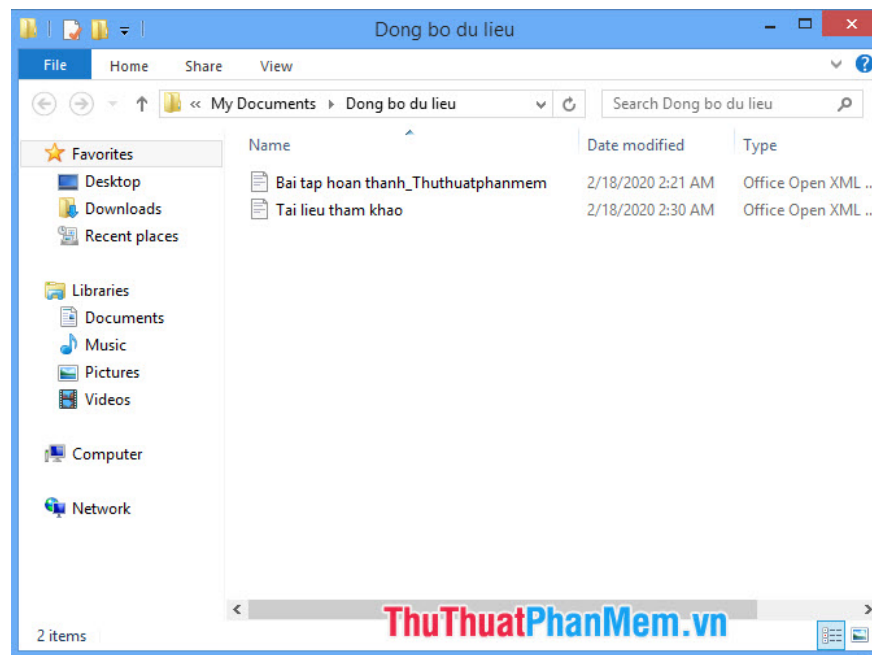 Dong bo du lieu
File Home Share View
« My Documents Dong bo du lieu Search Dong bo du lieu
Name Date modified Type
Favorites
Desktop
Downloads
Recent places
Libraries
Documents
Music
Pictures
Videos
Computer
Network
Bai tap hoan thanh_Thuthuatphanmem 2/18/2020 2:21 AM Office Open XML ..
Tai lieu tham khao 2/18/2020 2:30 AM Office Open XML ..
2 items
ThuThuatPhanMem.vn